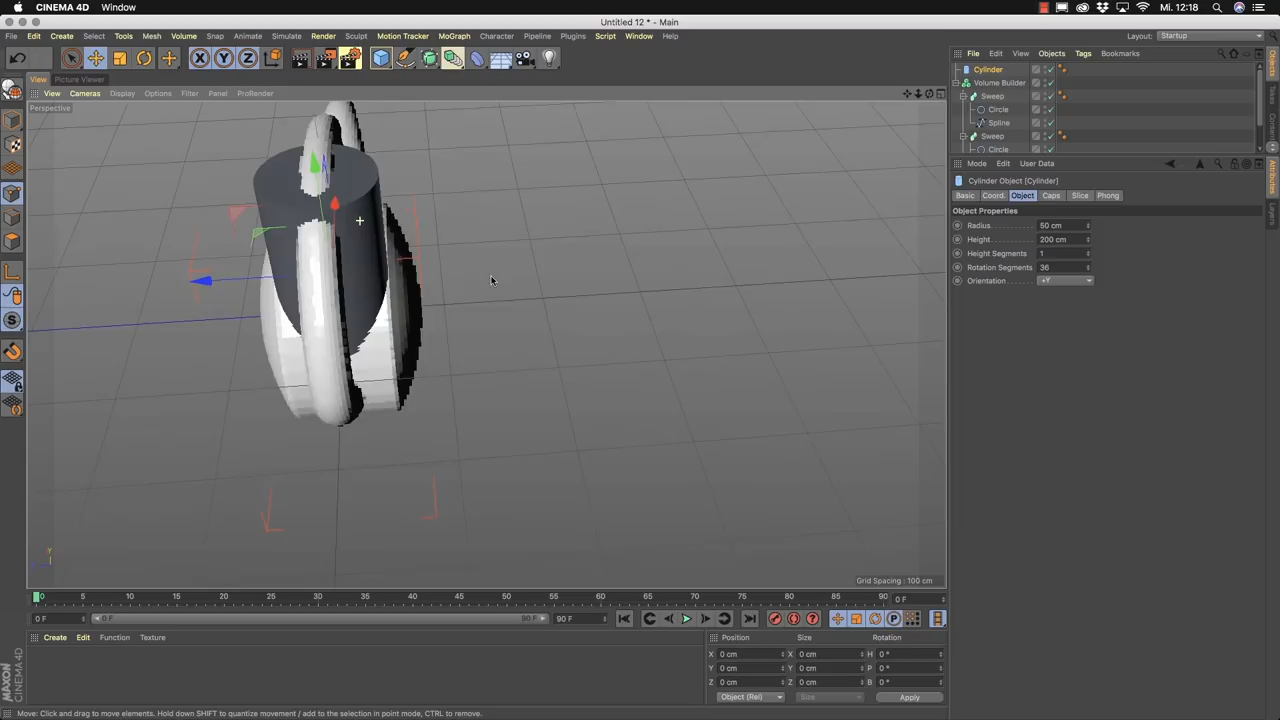 CINEMA 4D Window Mi. 12:18
Untitled 12 * - Main
File Edit Create Select Tools Mesh Volume Snap Animate Simulate Render Sculpt Motion Tracker MoGraph Character Pipeline Plugins Script Window Help Layout: Startup
X Y Z
File Edit View Objects Tags Bookmarks
View Picture Viewer
View Cameras Display Options Filter Panel ProRender
Perspective
Cylinder
Volume Builder
Sweep
Circle
Spline
Sweep
Circle
Mode Edit User Data
Cylinder Object [Cylinder]
Basic Coord. Object Caps Slice Phong
Object Properties
Radius 50 cm
Height 200 cm
Height Segments 1
Rotation Segments 36
Orientation +Y
Objects
Takes
Attributes
Layers
Y
Grid Spacing : 100 cm
0 5 10 15 20 25 30 35 40 45 50 55 60 65 70 75 80 85 90 0 F
0 F 0 F 90 F 90 F
Create Edit Function Texture
Position Size Rotation
X 0 cm X 0 cm H 0 °
Y 0 cm Y 0 cm P 0 °
Z 0 cm Z 0 cm B 0 °
Object (Rel) Size Apply
MAXON CINEMA 4D
Move: Click and drag to move elements. Hold down SHIFT to quantize movement / add to the selection in point mode, CTRL to remove.